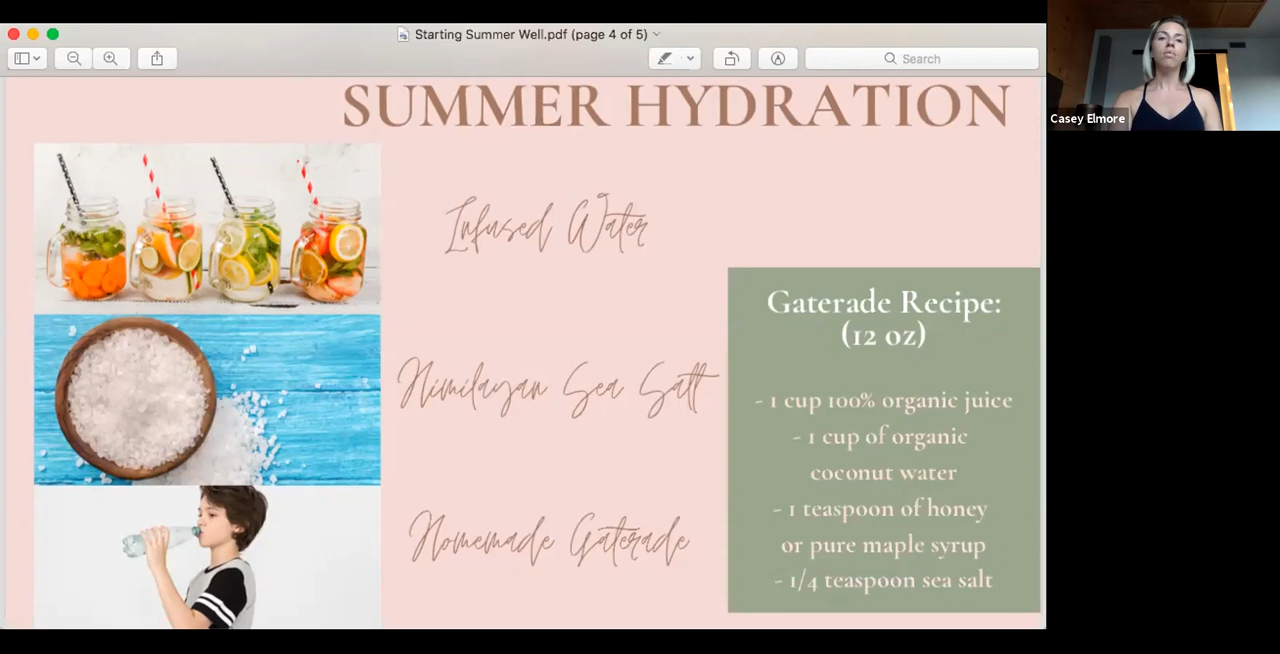 Starting Summer Well.pdf (page 4 of 5)
Search
Casey Elmore
SUMMER HYDRATION
Infused Water
Himilayan Sea Salt
Homemade Gaterade
Gaterade Recipe:
(12 oz)
- 1 cup 100% organic juice
- 1 cup of organic
coconut water
- 1 teaspoon of honey
or pure maple syrup
- 1/4 teaspoon sea salt